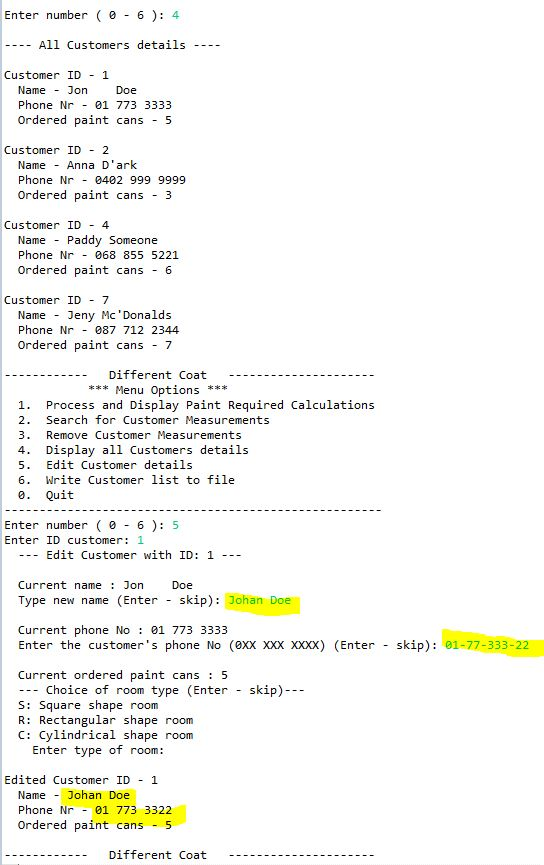 Enter number ( 0 - 6 ): 4
---- All Customers details ----
Customer ID - 1
Name - Jon    Doe
Phone Nr - 01 773 3333
Ordered paint cans - 5
Customer ID - 2
Name - Anna D'ark
Phone Nr - 0402 999 9999
Ordered paint cans - 3
Customer ID - 4
Name - Paddy Someone
Phone Nr - 068 855 5221
Ordered paint cans - 6
Customer ID - 7
Name - Jeny Mc'Donalds
Phone Nr - 087 712 2344
Ordered paint cans - 7
------------   Different Coat   ---------------------
*** Menu Options ***
1.  Process and Display Paint Required Calculations
2.  Search for Customer Measurements
3.  Remove Customer Measurements
4.  Display all Customers details
5.  Edit Customer details
6.  Write Customer list to file
0.  Quit
------------------------------------------------------
Enter number ( 0 - 6 ): 5
Enter ID customer: 1
--- Edit Customer with ID: 1 ---
Current name : Jon    Doe
Type new name (Enter - skip): Johan Doe
Current phone No : 01 773 3333
Enter the customer's phone No (0XX XXX XXXX) (Enter - skip): 01-77-333-22
Current ordered paint cans : 5
--- Choice of room type (Enter - skip)---
S: Square shape room
R: Rectangular shape room
C: Cylindrical shape room
Enter type of room:
Edited Customer ID - 1
Name - Johan Doe
Phone Nr - 01 773 3322
Ordered paint cans - 5
------------   Different Coat   ---------------------